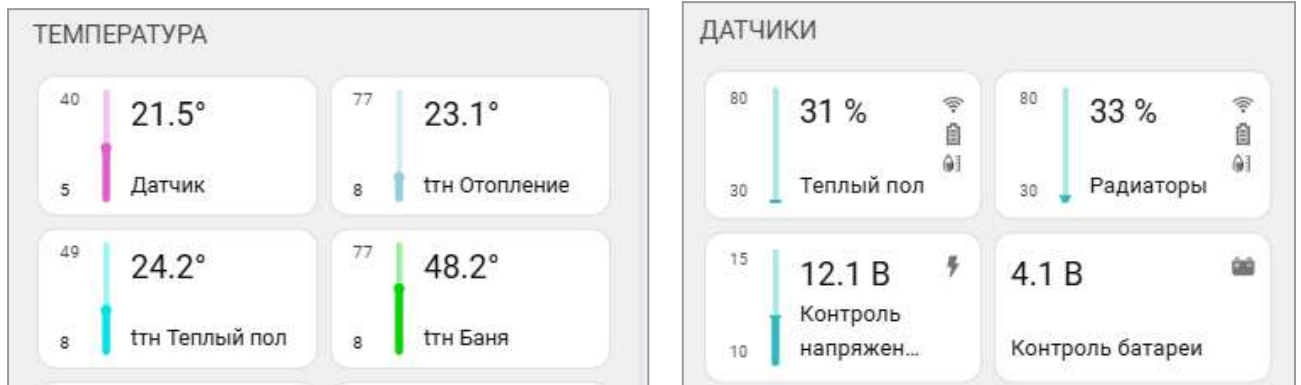 ТЕМПЕРАТУРА
40
21.5°
5
Датчик
77
23.1°
8
tтн Отопление
49
24.2°
8
tтн Теплый пол
77
48.2°
8
tтн Баня
ДАТЧИКИ
80
31 %
30
Теплый пол
80
33 %
30
Радиаторы
15
12.1 В
Контроль
10
напряжен...
4.1 В
Контроль батареи